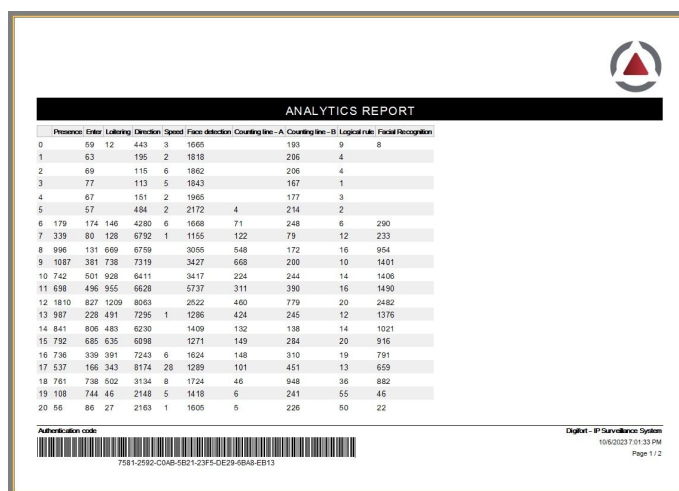 ANALYTICS REPORT
Presence Enter Loitering Direction Speed Face detection Counting line - A Counting line - B Logical rule Facial Recognition
0 59 12 443 3 1665 193 9 8
1 63 195 2 1818 206 4
2 69 115 6 1862 206 4
3 77 113 5 1843 167 1
4 67 151 2 1965 177 3
5 57 484 2 2172 4 214 2
6 179 174 146 4280 6 1668 71 248 6 290
7 339 80 128 6792 1 1155 122 79 12 233
8 996 131 669 6759 3055 548 172 16 954
9 1087 381 738 7319 3427 668 200 10 1401
10 742 501 928 6411 3417 224 244 14 1406
11 698 496 955 6628 5737 311 390 16 1490
12 1810 827 1209 8063 2522 460 779 20 2482
13 987 228 491 7295 1 1286 424 245 12 1376
14 841 806 483 6230 1409 132 138 14 1021
15 792 685 635 6098 1271 149 284 20 916
16 736 339 391 7243 6 1624 148 310 19 791
17 537 166 343 8174 28 1289 101 451 13 659
18 761 738 502 3134 8 1724 46 948 36 882
19 108 744 46 2148 5 1418 6 241 55 46
20 56 86 27 2163 1 1605 5 226 50 22
Authentication code Digifort - IP Surveillance System
10/5/2023 7:01:33 PM
Page 1 / 2
7581-2592-C0AB-5B21-23F5-DE29-6BA8-EB13